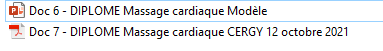 Doc 6 - DIPLOME Massage cardiaque Modèle
Doc 7 - DIPLOME Massage cardiaque CERGY 12 octobre 2021